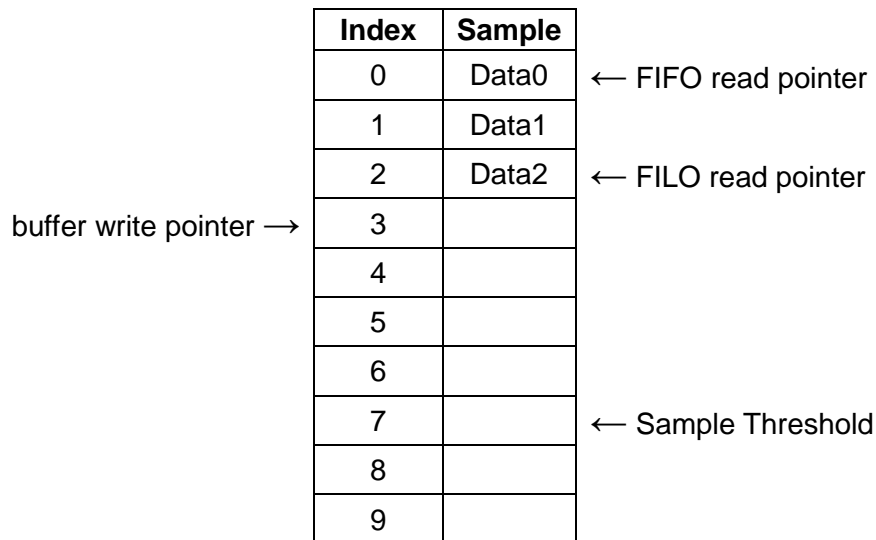 Index Sample
0 Data0 ← FIFO read pointer
1 Data1
2 Data2 ← FILO read pointer
buffer write pointer → 3
4
5
6
7 ← Sample Threshold
8
9